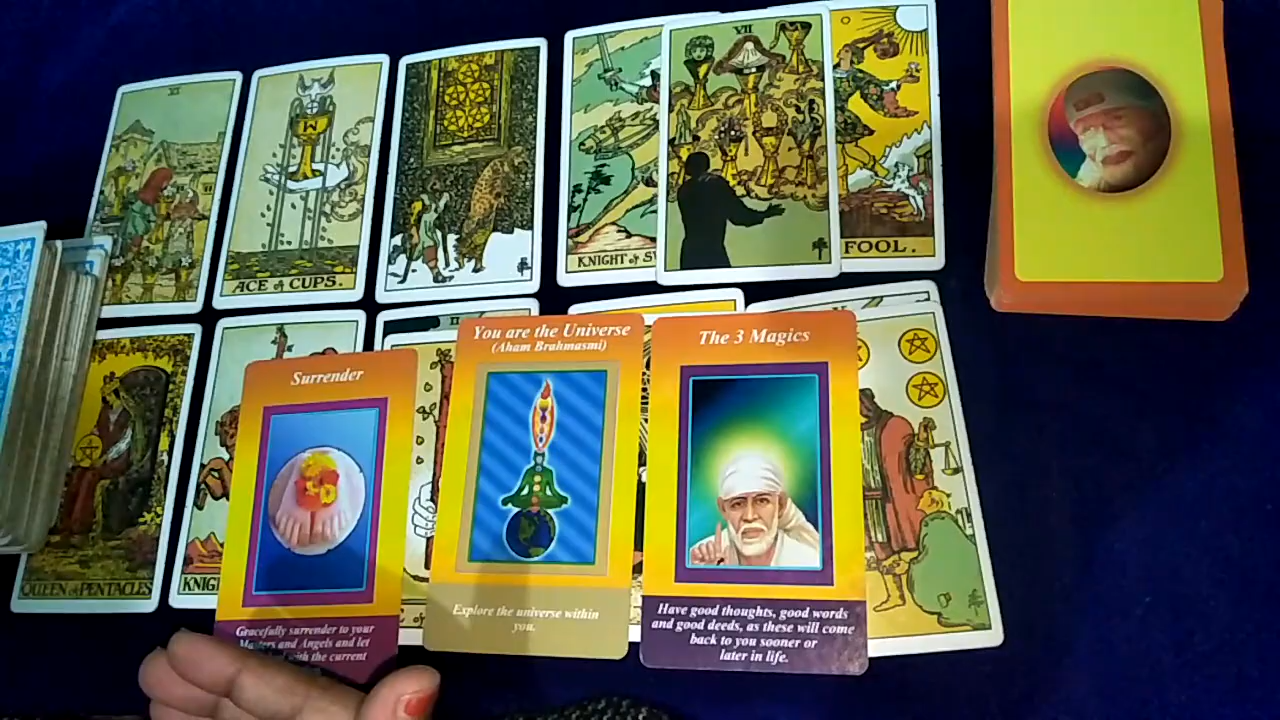 VI
ACE of CUPS.
KNIGHT of SW
VII
FOOL.
QUEEN of PENTACLES
KNIG
Surrender
Gracefully surrender to your
Masters and Angels and let
with the current
You are the Universe
(Aham Brahmasmi)
Explore the universe within
you.
The 3 Magics
Have good thoughts, good words
and good deeds, as these will come
back to you sooner or
later in life.